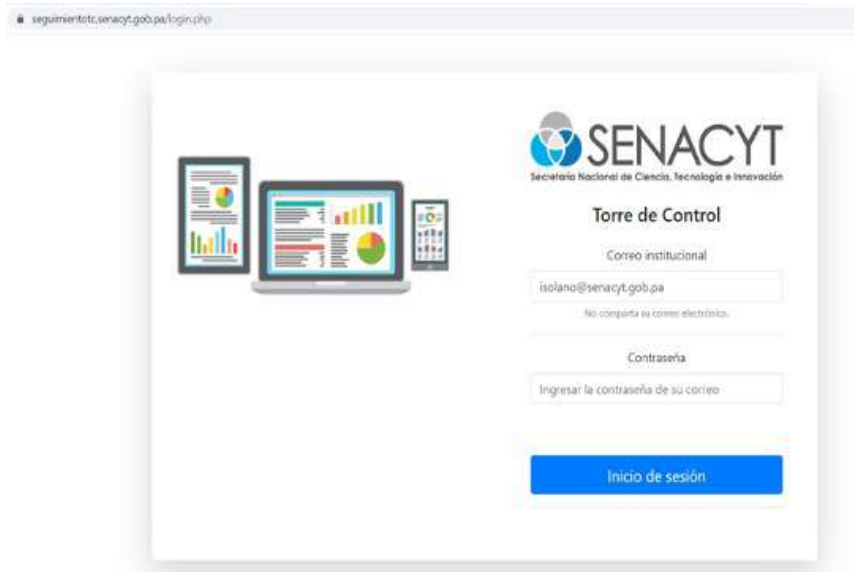 seguimientotc.senacyt.gob.pa/login.php
SENACYT
Secretaría Nacional de Ciencia, Tecnología e Innovación
Torre de Control
Correo institucional
isolano@senacyt.gob.pa
No comparta su correo electrónico.
Contraseña
Ingresar la contraseña de su correo
Inicio de sesión